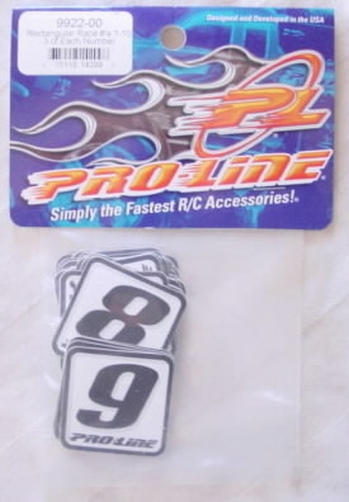 9922-00
Rectangular Race #'s 1-10
3 of Each Number
Designed and Developed in the USA
PL
PRO-LINE
Simply the Fastest R/C Accessories!
8
9
PRO-LINE